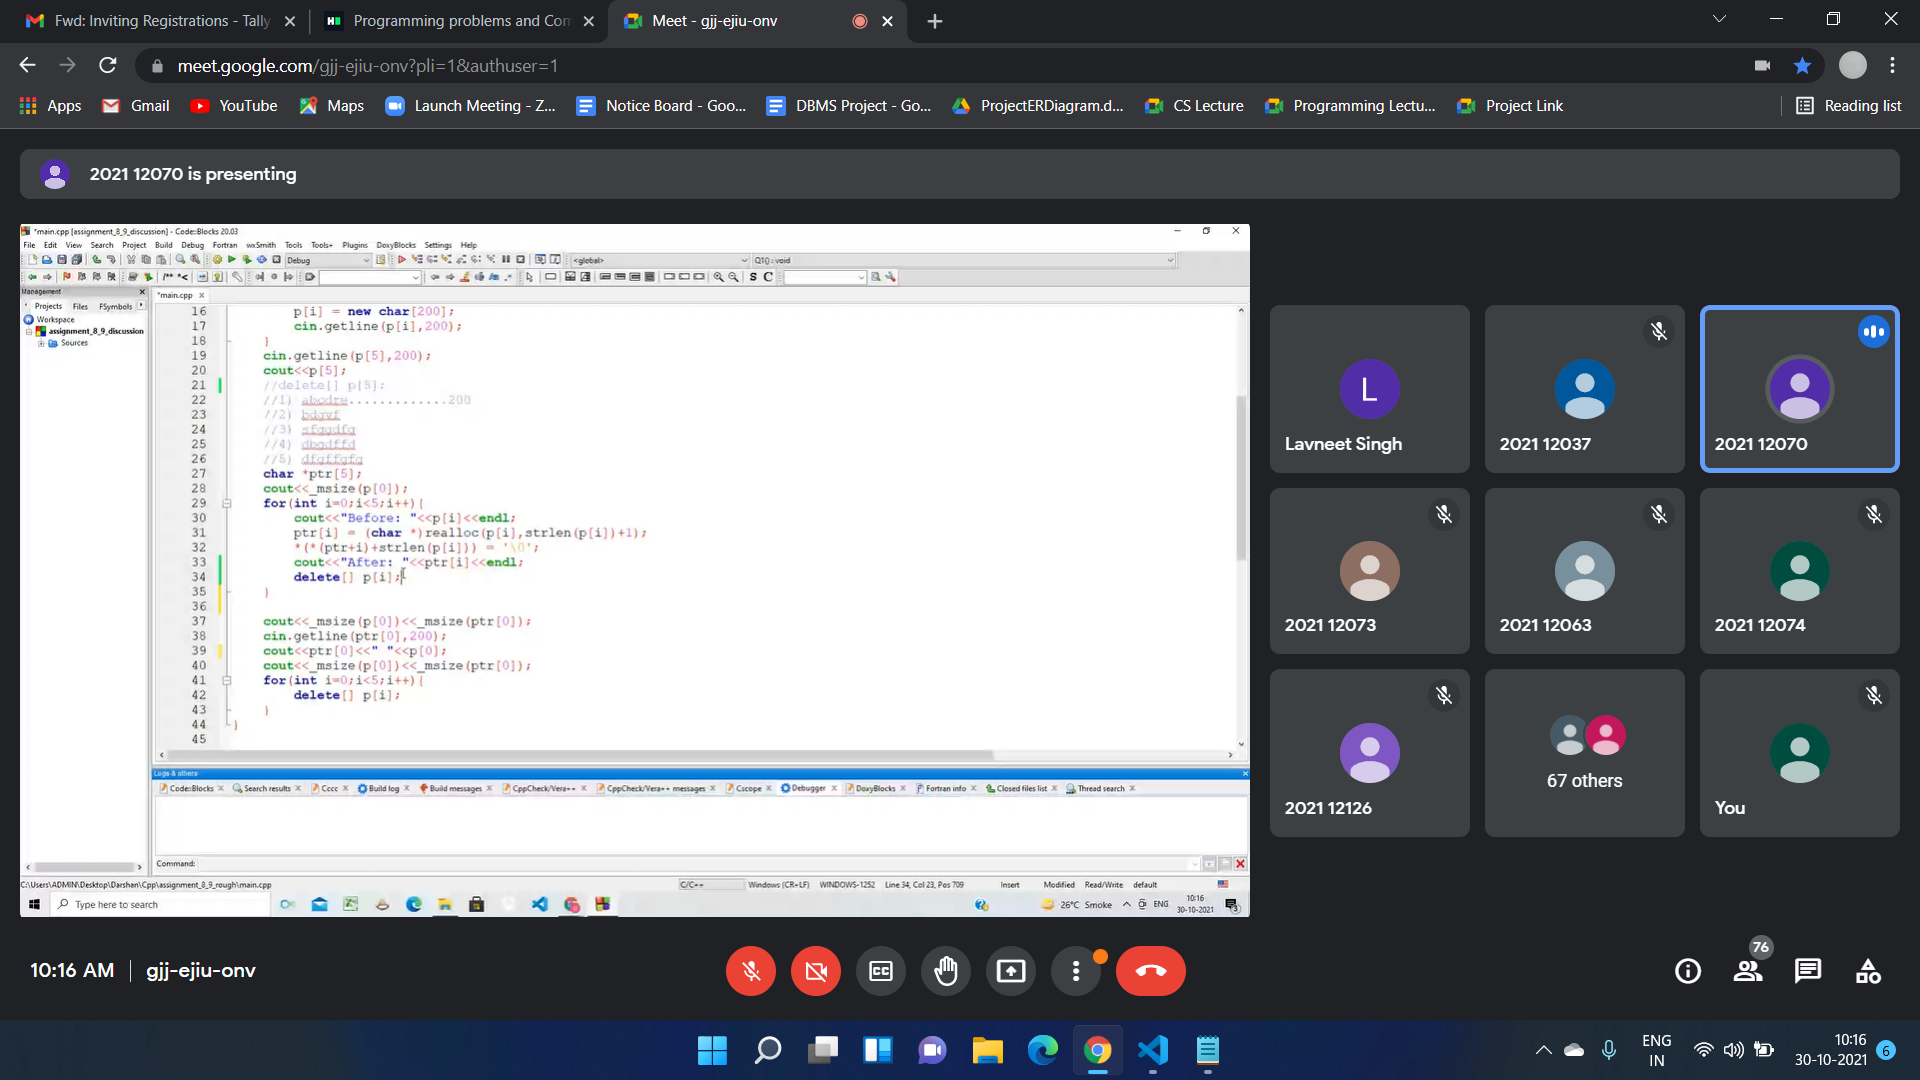 Fwd: Inviting Registrations - Tally
Programming problems and Com
Meet - gjj-ejiu-onv
meet.google.com/gjj-ejiu-onv?pli=1&authuser=1
Apps
Gmail
YouTube
Maps
Launch Meeting - Z...
Notice Board - Goo...
DBMS Project - Go...
ProjectERDiagram.d...
CS Lecture
Programming Lectu...
Project Link
Reading list
2021 12070 is presenting
*main.cpp [assignment_8_9_discussion] - Code::Blocks 20.03
File Edit View Search Project Build Debug Fortran wxSmith Tools Tools+ Plugins DoxyBlocks Settings Help
Debug
<global>
Q1() : void
Management
Projects Files FSymbols
Workspace
assignment_8_9_discussion
Sources
*main.cpp
16 p[i] = new char[200];
17 cin.getline(p[i],200);
18 }
19 cin.getline(p[5],200);
20 cout<<p[5];
21 //delete[] p[5];
22 //1) abcdre.............200
23 //2) bdgvf
24 //3) sfggdfg
25 //4) dbgdffd
26 //5) dfgffgfg
27 char *ptr[5];
28 cout<<_msize(p[0]);
29 for(int i=0;i<5;i++){
30 cout<<"Before: "<<p[i]<<endl;
31 ptr[i] = (char *)realloc(p[i],strlen(p[i])+1);
32 *(*(ptr+i)+strlen(p[i])) = '\0';
33 cout<<"After: "<<ptr[i]<<endl;
34 delete[] p[i];
35 }
36
37 cout<<_msize(p[0])<<_msize(ptr[0]);
38 cin.getline(ptr[0],200);
39 cout<<ptr[0]<<" "<<p[0];
40 cout<<_msize(p[0])<<_msize(ptr[0]);
41 for(int i=0;i<5;i++){
42 delete[] p[i];
43 }
44 }
45
Logs & others
Code::Blocks
Search results
Cccc
Build log
Build messages
CppCheck/Vera++
CppCheck/Vera++ messages
Cscope
Debugger
DoxyBlocks
Fortran info
Closed files list
Thread search
Command:
C:\Users\ADMIN\Desktop\Darshan\Cpp\assignment_8_9_rough\main.cpp
C/C++
Windows (CR+LF)
WINDOWS-1252
Line 34, Col 23, Pos 709
Insert
Modified
Read/Write
default
Type here to search
26°C Smoke
ENG
10:16
30-10-2021
3
L
Lavneet Singh
2021 12037
2021 12070
2021 12073
2021 12063
2021 12074
2021 12126
67 others
You
10:16 AM
gjj-ejiu-onv
76
ENG
IN
10:16
30-10-2021
6